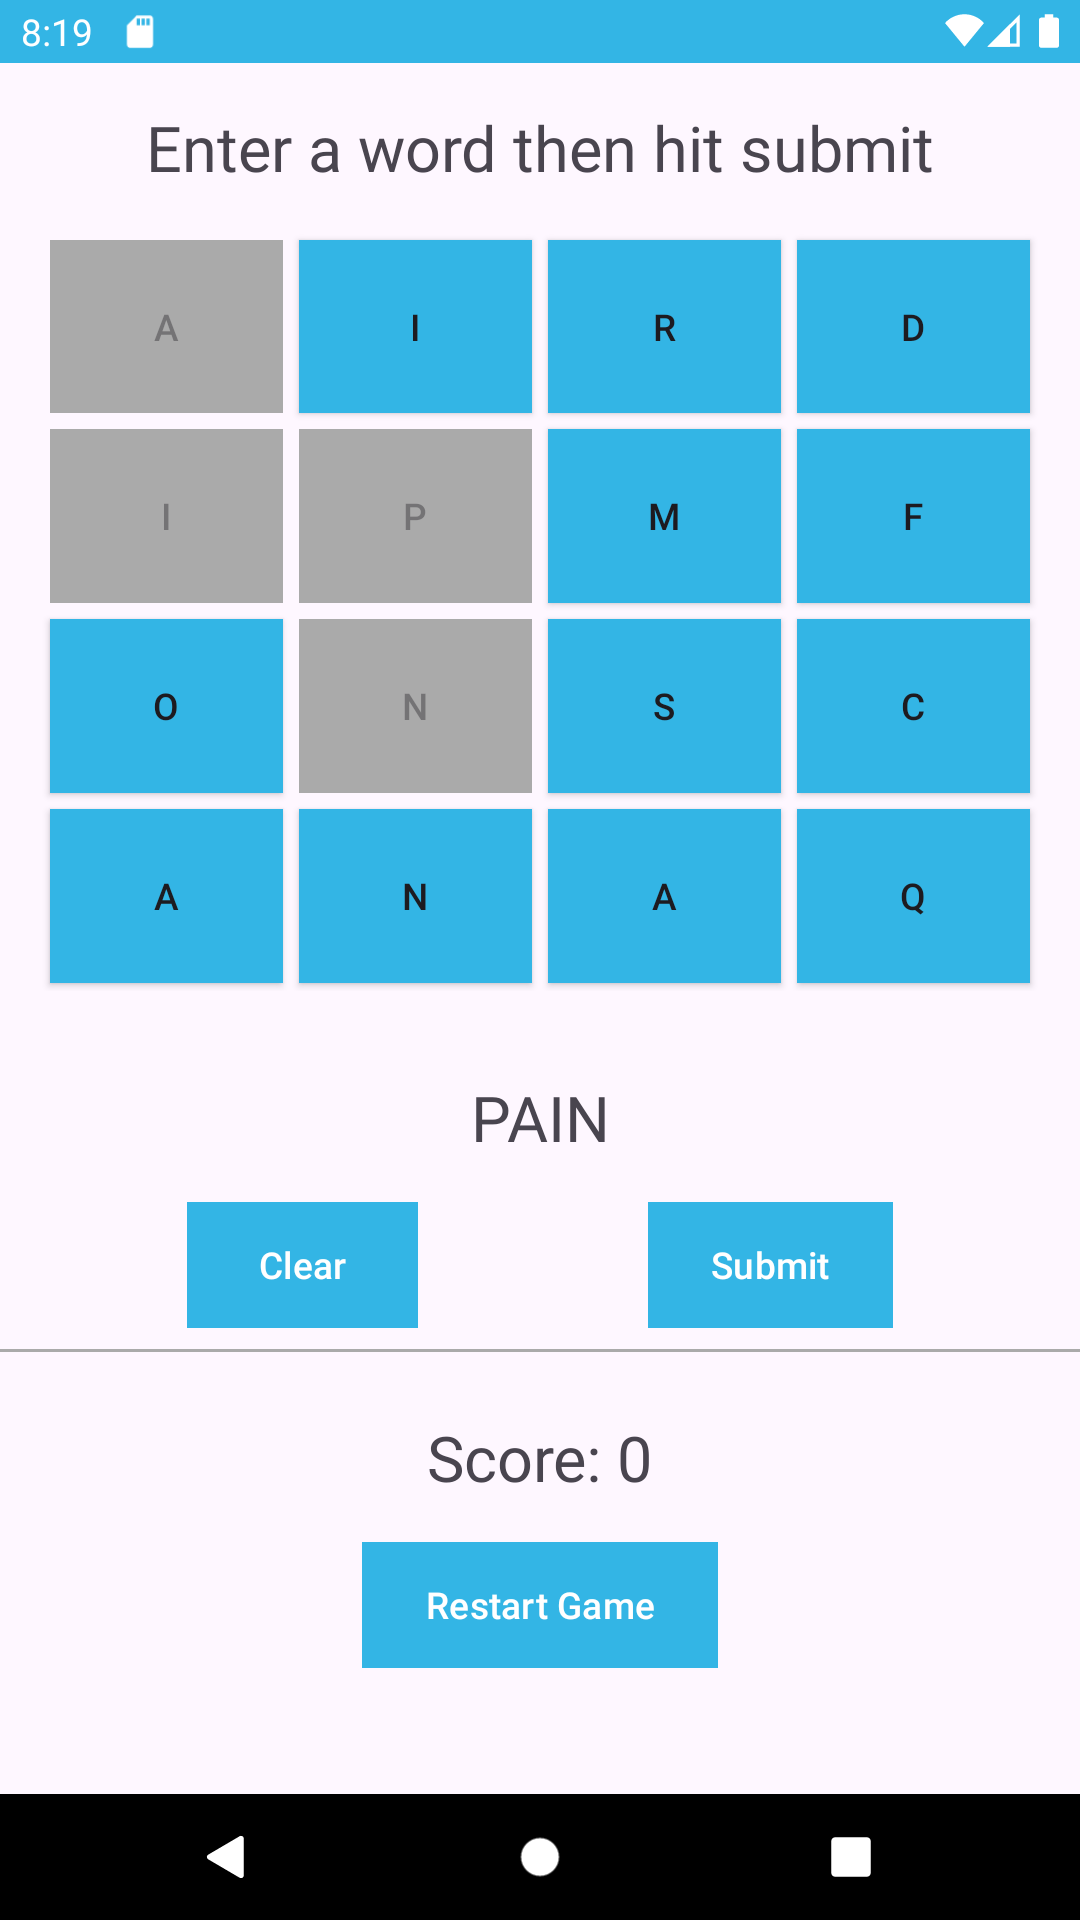 8:19
Enter a word then hit submit
A I R D
I P M F
O N S C
A N A Q
PAIN
Clear Submit
Score: 0
Restart Game